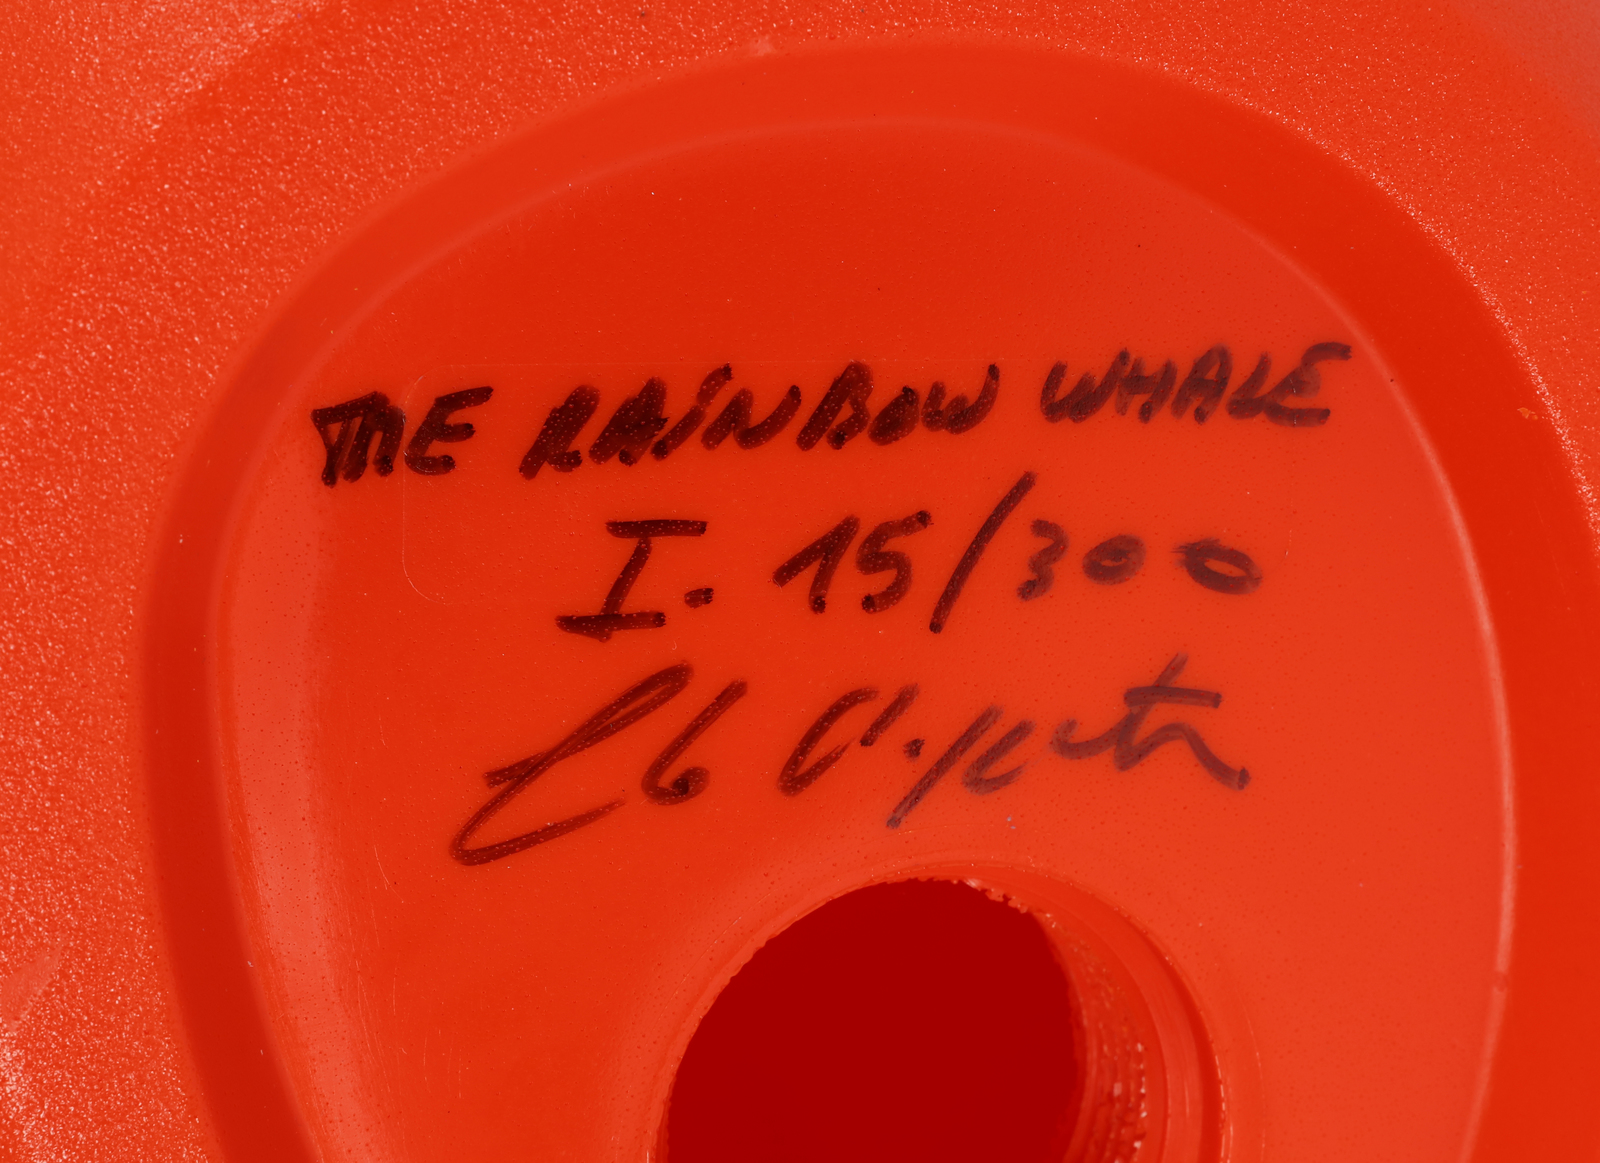 THE RAINBOW WHALE
I. 15/300